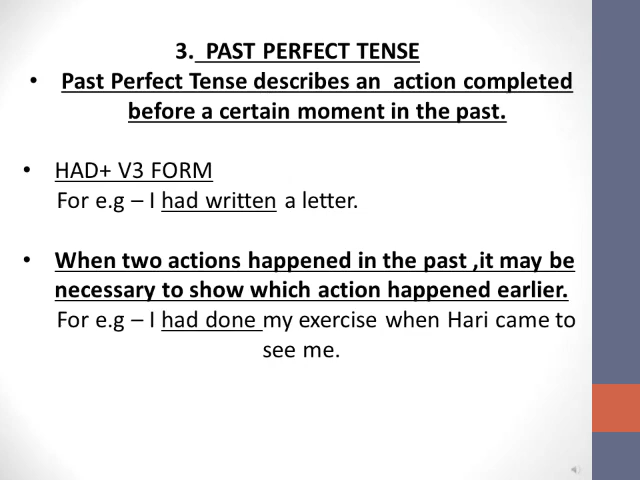 3. PAST PERFECT TENSE
• Past Perfect Tense describes an action completed
before a certain moment in the past.
• HAD+ V3 FORM
For e.g – I had written a letter.
• When two actions happened in the past ,it may be
necessary to show which action happened earlier.
For e.g – I had done my exercise when Hari came to
see me.